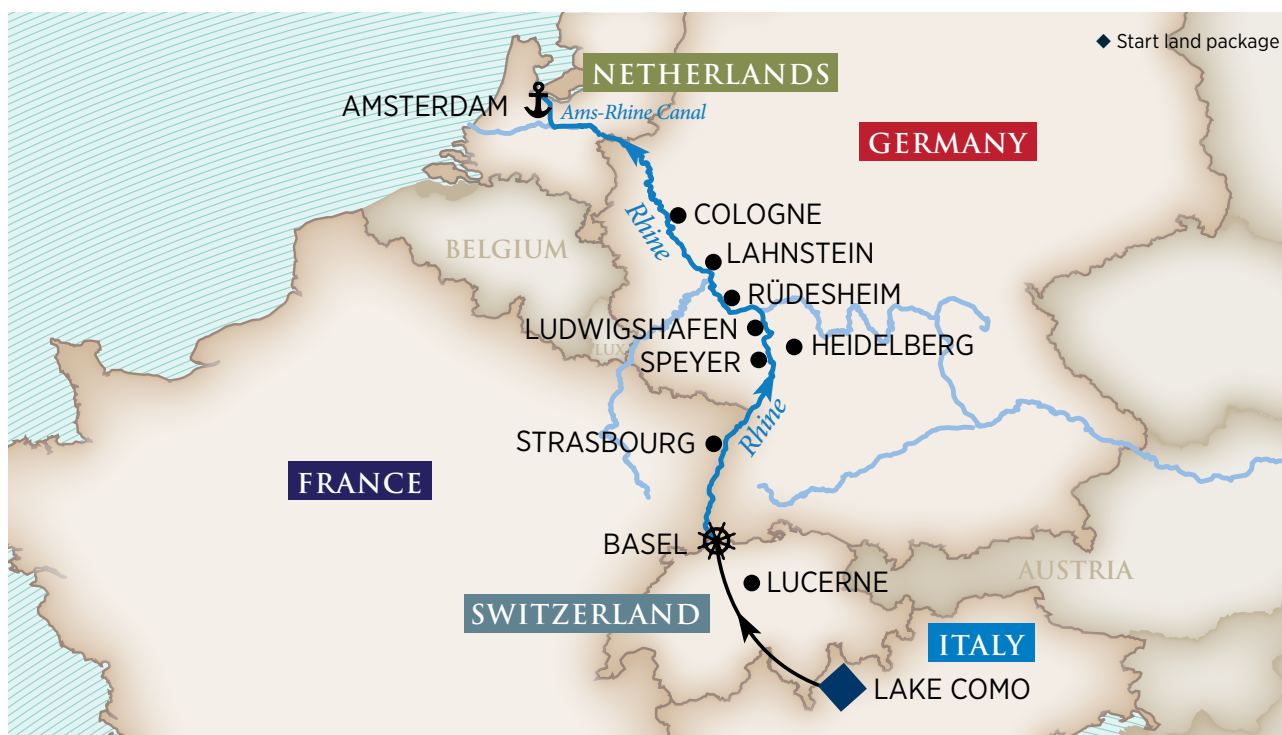 ◆ Start land package
NETHERLANDS
AMSTERDAM
Ams-Rhine Canal
GERMANY
Rhine
COLOGNE
BELGIUM
LAHNSTEIN
RÜDESHEIM
LUDWIGSHAFEN
LUX
HEIDELBERG
SPEYER
Rhine
STRASBOURG
FRANCE
BASEL
AUSTRIA
LUCERNE
SWITZERLAND
ITALY
LAKE COMO